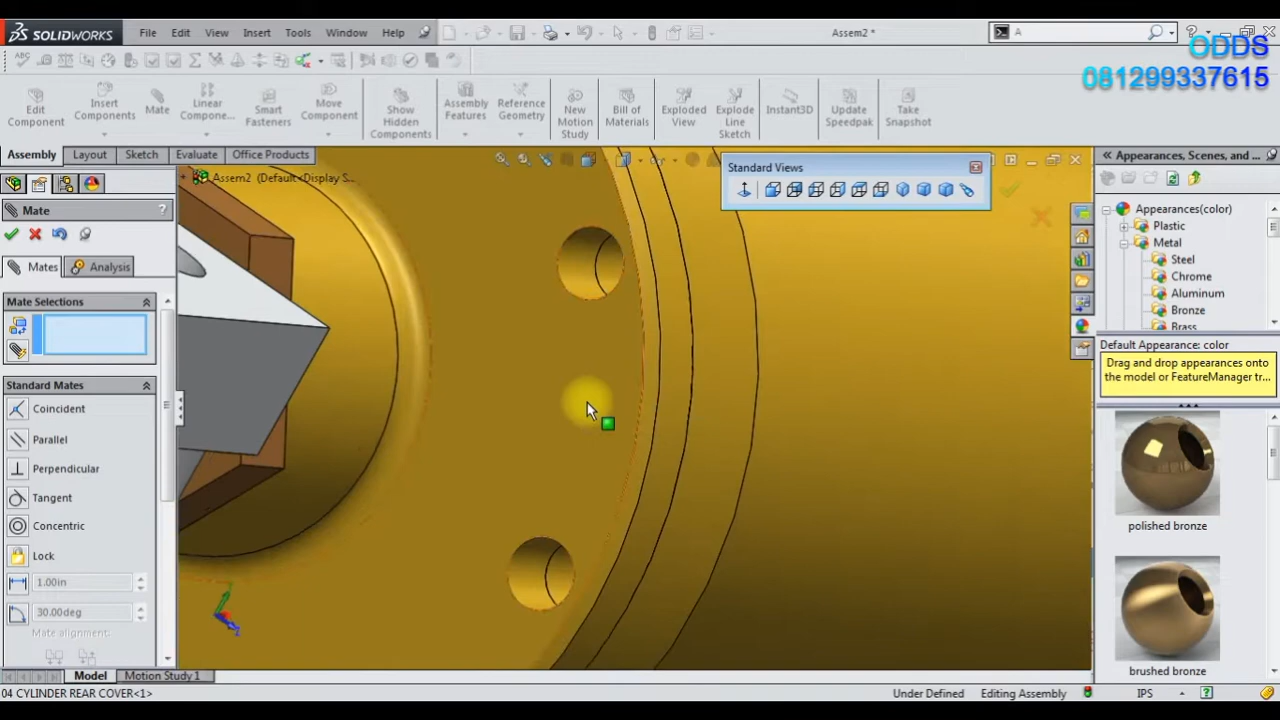 SOLIDWORKS File Edit View Insert Tools Window Help Assem2 * A
ODDS
081299337615
Edit Component
Insert Components
Mate
Linear Compone...
Smart Fasteners
Move Component
Show Hidden Components
Assembly Features
Reference Geometry
New Motion Study
Bill of Materials
Exploded View
Explode Line Sketch
Instant3D
Update Speedpak
Take Snapshot
Assembly Layout Sketch Evaluate Office Products
Standard Views
Appearances, Scenes, and...
Assem2 (Default<Display S...
Mate ?
Mates Analysis
Mate Selections
Standard Mates
Coincident
Parallel
Perpendicular
Tangent
Concentric
Lock
1.00in
30.00deg
Mate alignment:
Appearances(color)
Plastic
Metal
Steel
Chrome
Aluminum
Bronze
Brass
Default Appearance: color
Drag and drop appearances onto
the model or FeatureManager tr...
polished bronze
brushed bronze
Model Motion Study 1
04 CYLINDER REAR COVER<1> Under Defined Editing Assembly IPS ?